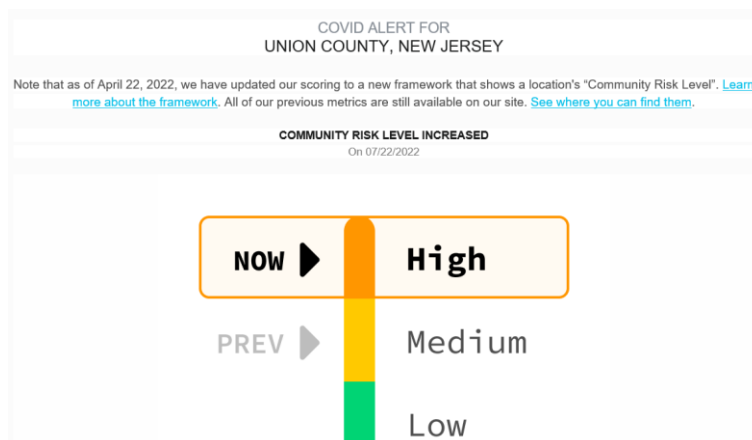 COVID ALERT FOR
UNION COUNTY, NEW JERSEY
Note that as of April 22, 2022, we have updated our scoring to a new framework that shows a location's “Community Risk Level”. Learn
more about the framework. All of our previous metrics are still available on our site. See where you can find them.
COMMUNITY RISK LEVEL INCREASED
On 07/22/2022
NOW High
PREV Medium
Low